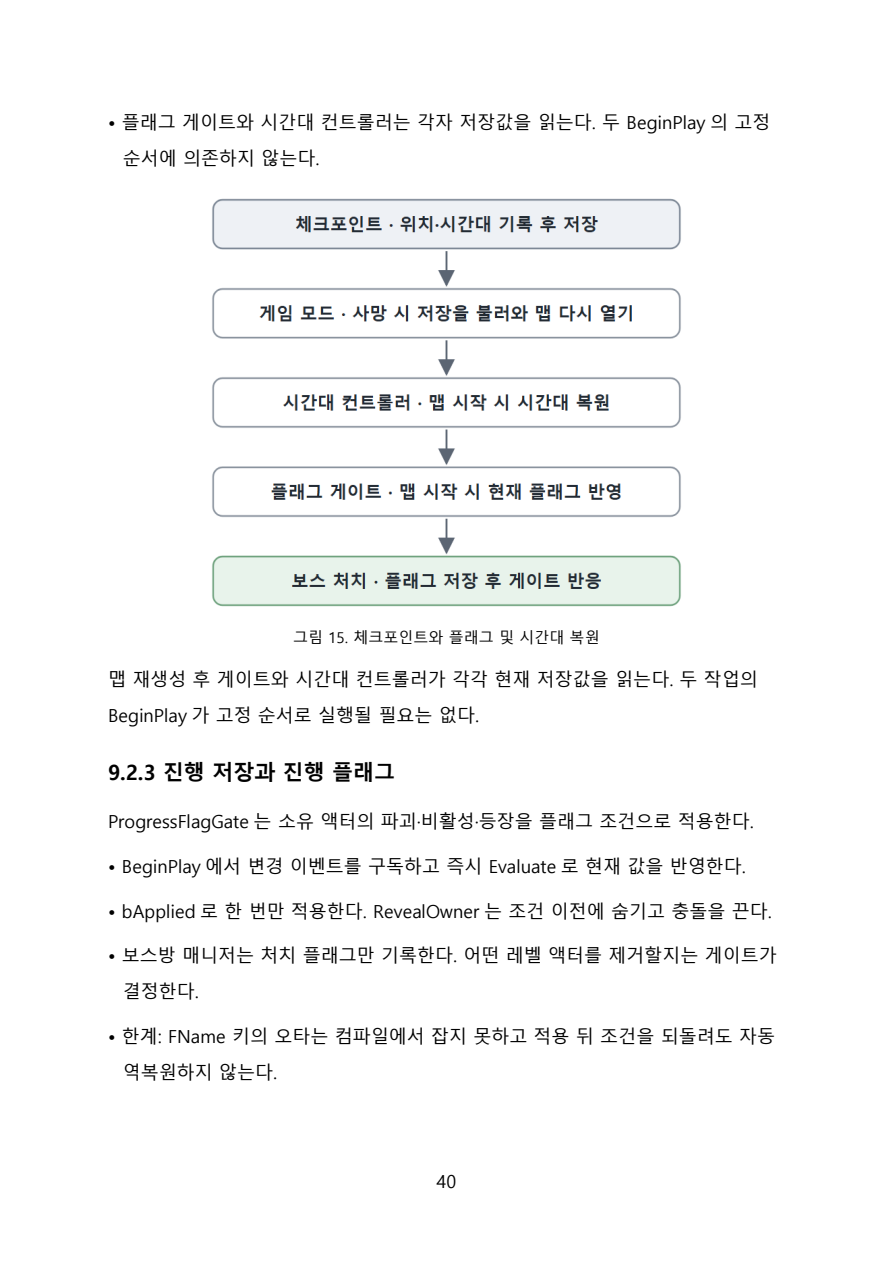 • 플래그 게이트와 시간대 컨트롤러는 각자 저장값을 읽는다. 두 BeginPlay 의 고정
순서에 의존하지 않는다.
체크포인트 · 위치·시간대 기록 후 저장
게임 모드 · 사망 시 저장을 불러와 맵 다시 열기
시간대 컨트롤러 · 맵 시작 시 시간대 복원
플래그 게이트 · 맵 시작 시 현재 플래그 반영
보스 처치 · 플래그 저장 후 게이트 반응
그림 15. 체크포인트와 플래그 및 시간대 복원
맵 재생성 후 게이트와 시간대 컨트롤러가 각각 현재 저장값을 읽는다. 두 작업의
BeginPlay 가 고정 순서로 실행될 필요는 없다.
9.2.3 진행 저장과 진행 플래그
ProgressFlagGate 는 소유 액터의 파괴·비활성·등장을 플래그 조건으로 적용한다.
• BeginPlay 에서 변경 이벤트를 구독하고 즉시 Evaluate 로 현재 값을 반영한다.
• bApplied 로 한 번만 적용한다. RevealOwner 는 조건 이전에 숨기고 충돌을 끈다.
• 보스방 매니저는 처치 플래그만 기록한다. 어떤 레벨 액터를 제거할지는 게이트가
결정한다.
• 한계: FName 키의 오타는 컴파일에서 잡지 못하고 적용 뒤 조건을 되돌려도 자동
역복원하지 않는다.
40